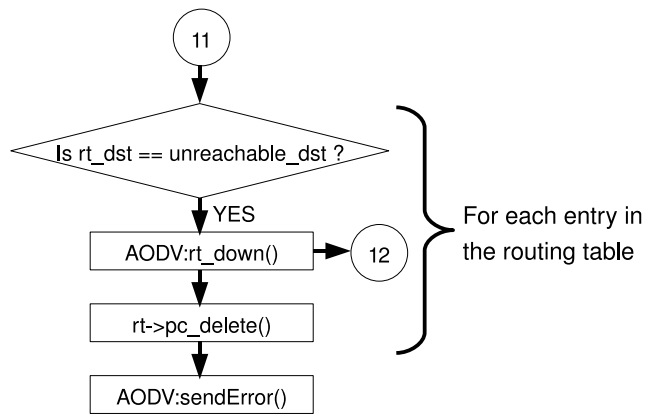 11
Is rt_dst == unreachable_dst ?
YES
AODV:rt_down()
12
For each entry in
the routing table
rt->pc_delete()
AODV:sendError()